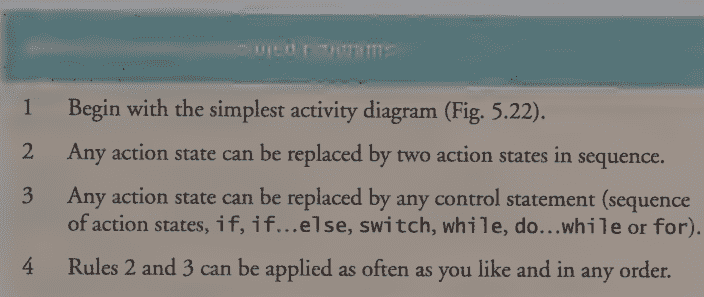 1 Begin with the simplest activity diagram (Fig. 5.22).
2 Any action state can be replaced by two action states in sequence.
3 Any action state can be replaced by any control statement (sequence
of action states, if, if...else, switch, while, do...while or for).
4 Rules 2 and 3 can be applied as often as you like and in any order.